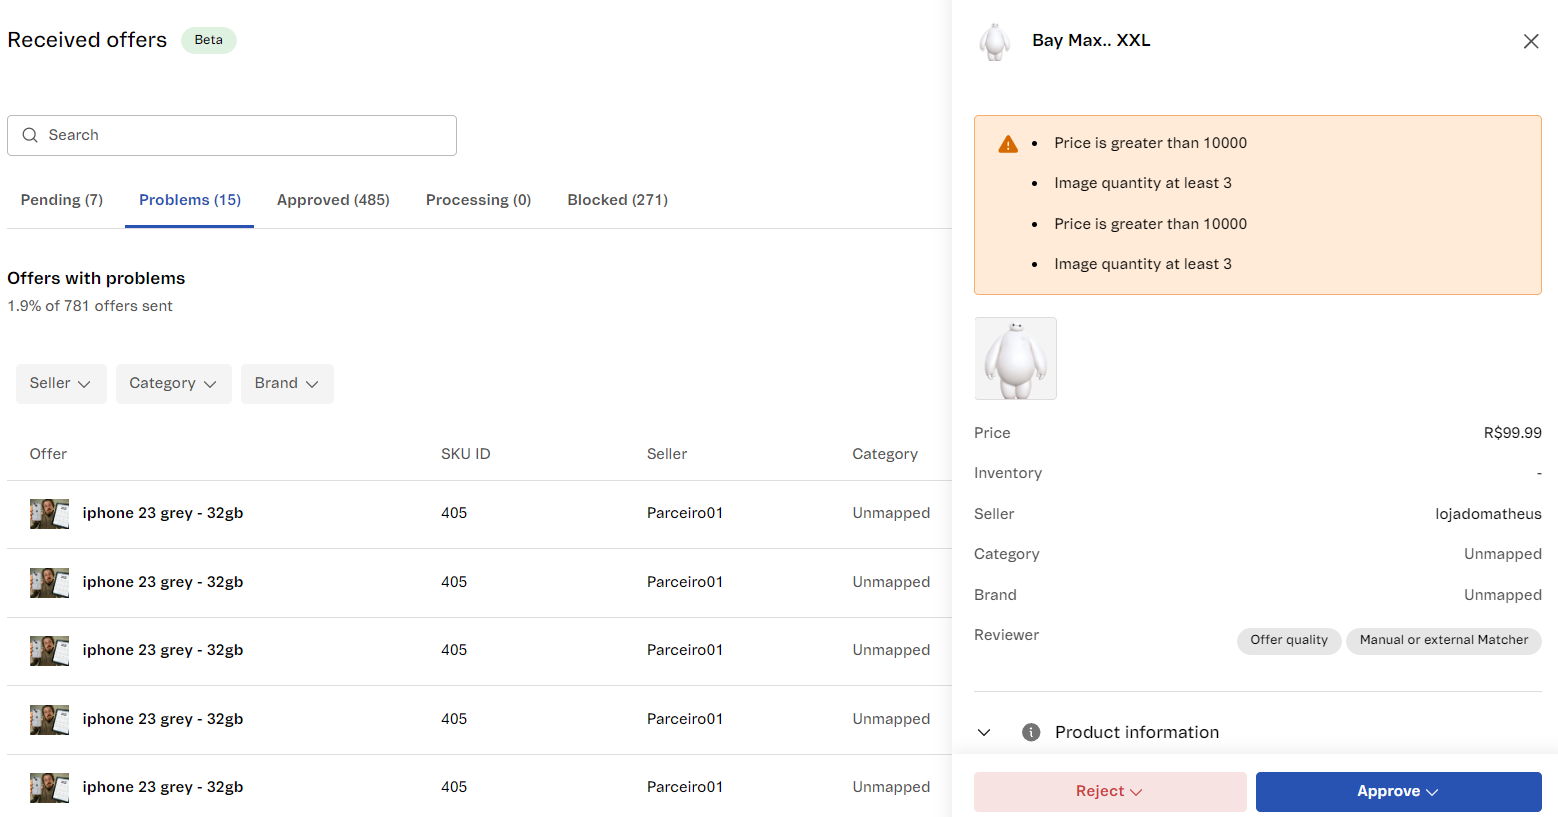 Received offers
Beta
Search
Pending (7)
Problems (15)
Approved (485)
Processing (0)
Blocked (271)
Offers with problems
1.9% of 781 offers sent
Seller
Category
Brand
Offer SKU ID Seller Category
iphone 23 grey - 32gb 405 Parceiro01 Unmapped
iphone 23 grey - 32gb 405 Parceiro01 Unmapped
iphone 23 grey - 32gb 405 Parceiro01 Unmapped
iphone 23 grey - 32gb 405 Parceiro01 Unmapped
iphone 23 grey - 32gb 405 Parceiro01 Unmapped
Bay Max.. XXL
• Price is greater than 10000
• Image quantity at least 3
• Price is greater than 10000
• Image quantity at least 3
Price R$99.99
Inventory -
Seller lojadomatheus
Category Unmapped
Brand Unmapped
Reviewer Offer quality Manual or external Matcher
Product information
Reject
Approve